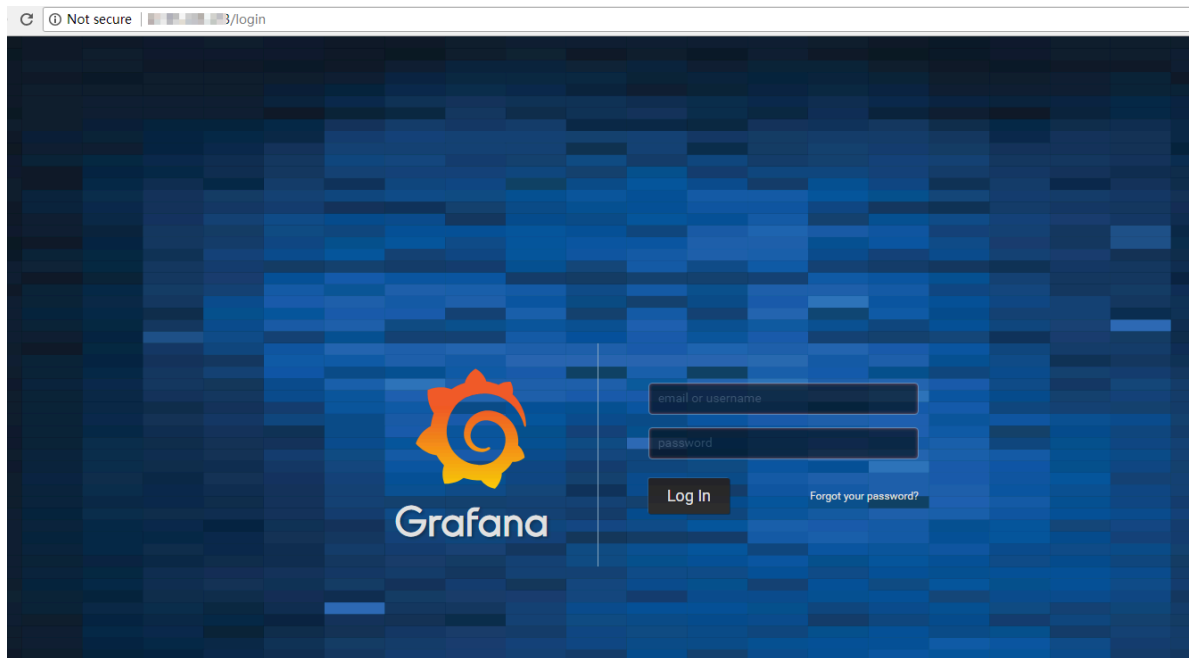 Not secure /login
email or username
password
Log In
Forgot your password?
Grafana